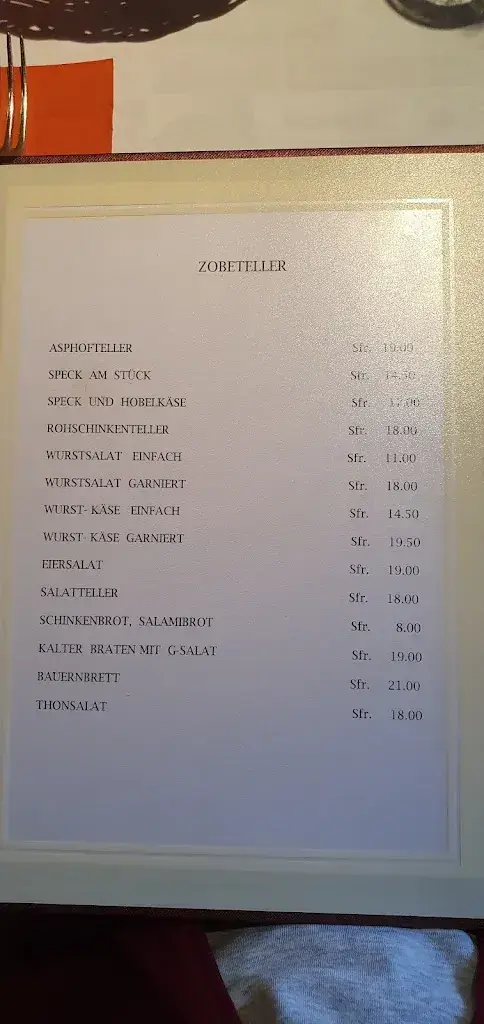 ZOBETELLER
ASPHOFTELLER Sfr. 19.00
SPECK AM STÜCK Sfr. 14.50
SPECK UND HOBELKÄSE Sfr. 17.00
ROHSCHINKENTELLER Sfr. 18.00
WURSTSALAT EINFACH Sfr. 11.00
WURSTSALAT GARNIERT Sfr. 18.00
WURST- KÄSE EINFACH Sfr. 14.50
WURST- KÄSE GARNIERT Sfr. 19.50
EIERSALAT Sfr. 19.00
SALATTELLER Sfr. 18.00
SCHINKENBROT, SALAMIBROT Sfr. 8.00
KALTER BRATEN MIT G-SALAT Sfr. 19.00
BAUERNBRETT Sfr. 21.00
THONSALAT Sfr. 18.00